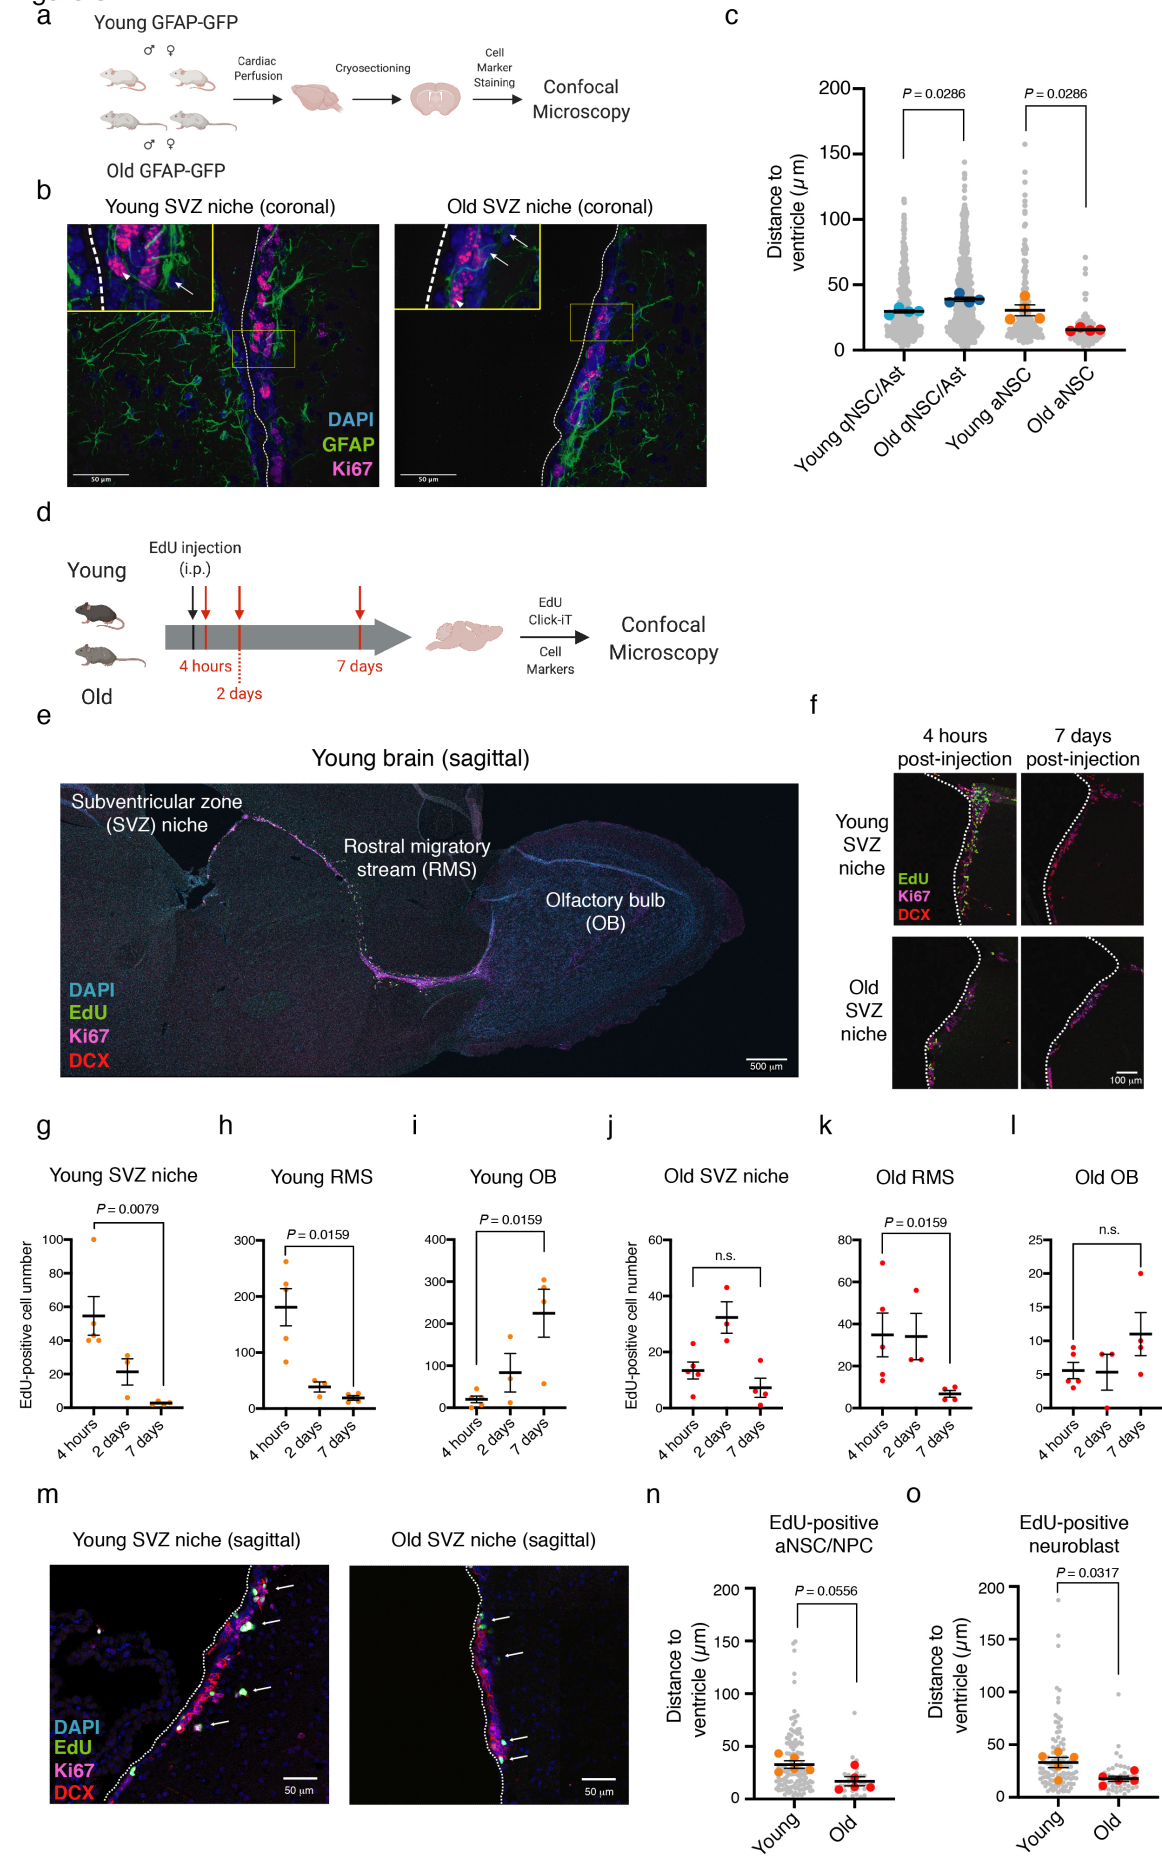 a
Young GFAP-GFP
♂ ♀
♂ ♀
Old GFAP-GFP
Cardiac
Perfusion
Cryosectioning
Cell
Marker
Staining
Confocal
Microscopy
b
Young SVZ niche (coronal)
DAPI
GFAP
Ki67
50 µm
Old SVZ niche (coronal)
50 µm
c
P = 0.0286
P = 0.0286
Distance to
ventricle (µm)
200
150
100
50
0
Young qNSC/Ast
Old qNSC/Ast
Young aNSC
Old aNSC
d
EdU injection
(i.p.)
Young
Old
4 hours
2 days
7 days
EdU
Click-iT
Cell
Markers
Confocal
Microscopy
e
Young brain (sagittal)
Subventricular zone
(SVZ) niche
Rostral migratory
stream (RMS)
Olfactory bulb
(OB)
DAPI
EdU
Ki67
DCX
500 µm
f
4 hours
post-injection
7 days
post-injection
Young
SVZ
niche
EdU
Ki67
DCX
Old
SVZ
niche
100 µm
g
Young SVZ niche
P = 0.0079
EdU-positive cell unmber
100
80
60
40
20
0
4 hours
2 days
7 days
h
Young RMS
P = 0.0159
300
200
100
0
4 hours
2 days
7 days
i
Young OB
P = 0.0159
400
300
200
100
0
4 hours
2 days
7 days
j
Old SVZ niche
n.s.
EdU-positive cell number
60
40
20
0
4 hours
2 days
7 days
k
Old RMS
P = 0.0159
80
60
40
20
0
4 hours
2 days
7 days
l
Old OB
n.s.
25
20
15
10
5
0
4 hours
2 days
7 days
m
Young SVZ niche (sagittal)
DAPI
EdU
Ki67
DCX
50 µm
Old SVZ niche (sagittal)
50 µm
n
EdU-positive
aNSC/NPC
P = 0.0556
Distance to
ventricle (µm)
200
150
100
50
0
Young
Old
o
EdU-positive
neuroblast
P = 0.0317
Distance to
ventricle (µm)
200
150
100
50
0
Young
Old